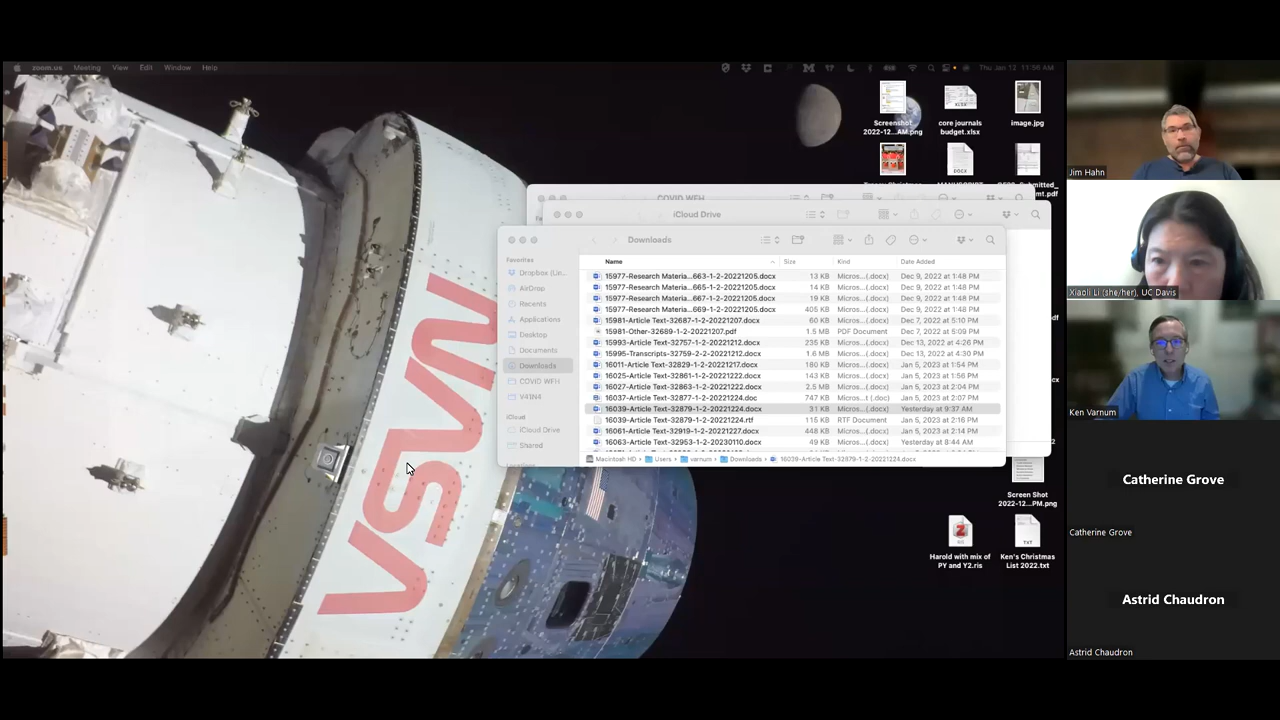 zoom.us Meeting View Edit Window Help
Thu Jan 12 11:56 AM
Screenshot
2022-12...AM.png
core journals
budget.xlsx
image.jpg
COVID WFH
iCloud Drive
Downloads
Favorites
Dropbox (Lin...
AirDrop
Recents
Applications
Desktop
Documents
Downloads
COVID WFH
V41N4
iCloud
iCloud Drive
Shared
Name Size Kind Date Added
15977-Research Materia...663-1-2-20221205.docx 13 KB Micros...(.docx) Dec 9, 2022 at 1:48 PM
15977-Research Materia...665-1-2-20221205.docx 14 KB Micros...(.docx) Dec 9, 2022 at 1:48 PM
15977-Research Materia...667-1-2-20221205.docx 19 KB Micros...(.docx) Dec 9, 2022 at 1:48 PM
15977-Research Materia...669-1-2-20221205.docx 405 KB Micros...(.docx) Dec 9, 2022 at 1:48 PM
15981-Article Text-32687-1-2-20221207.docx 60 KB Micros...(.docx) Dec 7, 2022 at 5:10 PM
15981-Other-32689-1-2-20221207.pdf 1.5 MB PDF Document Dec 7, 2022 at 5:09 PM
15993-Article Text-32757-1-2-20221212.docx 235 KB Micros...(.docx) Dec 13, 2022 at 4:26 PM
15995-Transcripts-32759-2-2-20221212.docx 1.6 MB Micros...(.docx) Dec 13, 2022 at 4:30 PM
16011-Article Text-32829-1-2-20221217.docx 180 KB Micros...(.docx) Jan 5, 2023 at 1:54 PM
16025-Article Text-32861-1-2-20221222.docx 143 KB Micros...(.docx) Jan 5, 2023 at 1:56 PM
16027-Article Text-32863-1-2-20221222.docx 2.5 MB Micros...(.docx) Jan 5, 2023 at 2:04 PM
16037-Article Text-32877-1-2-20221224.doc 747 KB Micros...t (.doc) Jan 5, 2023 at 2:07 PM
16039-Article Text-32879-1-2-20221224.docx 31 KB Micros...(.docx) Yesterday at 9:37 AM
16039-Article Text-32879-1-2-20221224.rtf 115 KB RTF Document Jan 5, 2023 at 2:16 PM
16061-Article Text-32919-1-2-20221227.docx 448 KB Micros...(.docx) Jan 5, 2023 at 2:14 PM
16063-Article Text-32953-1-2-20230110.docx 49 KB Micros...(.docx) Yesterday at 8:44 AM
Macintosh HD Users varnum Downloads 16039-Article Text-32879-1-2-20221224.docx
Screen Shot
2022-12...PM.png
Harold with mix of
PY and Y2.ris
Ken's Christmas
List 2022.txt
NASA
Jim Hahn
Xiaoli Li (she/her), UC Davis
Ken Varnum
Catherine Grove
Catherine Grove
Astrid Chaudron
Astrid Chaudron